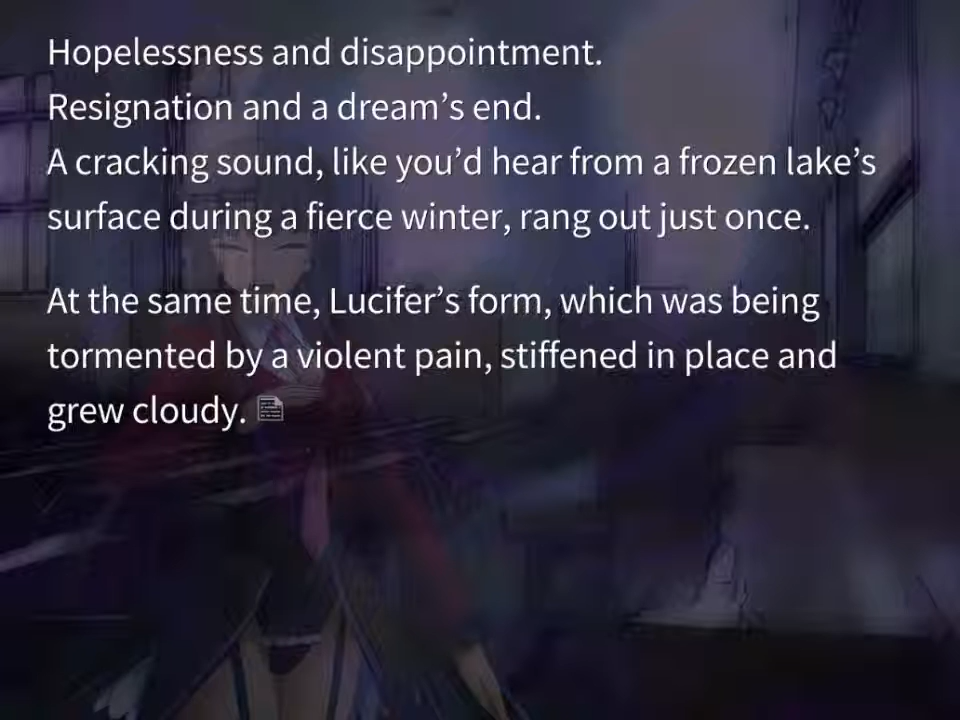 Hopelessness and disappointment.
Resignation and a dream’s end.
A cracking sound, like you’d hear from a frozen lake’s
surface during a fierce winter, rang out just once.
At the same time, Lucifer’s form, which was being
tormented by a violent pain, stiffened in place and
grew cloudy.